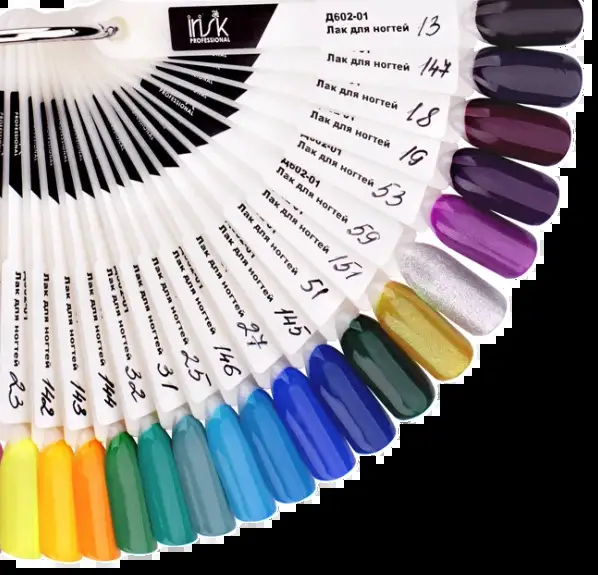 irisk
PROFESSIONAL
Д602-01
Лак для ногтей
13
-01
Лак для ногтей
147
Лак для ногтей
18
Лак для ногтей
19
Д602-01
Лак для ногтей
53
Д602-01
Лак для ногтей
59
Лак для ногтей
151
Лак для ногтей
51
Лак для ногтей
145
Лак для ногтей
27
Лак для ногтей
146
Лак для ногтей
25
Лак для ногтей
31
Лак для ногтей
32
Лак для ногтей
144
Лак для ногтей
143
Лак для ногтей
142
Лак для ногтей
23
PROFESSIONAL
PROFESSIONAL